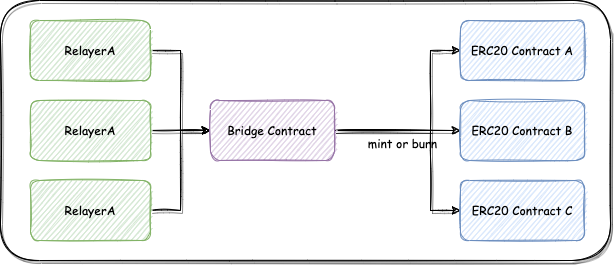 RelayerA
ERC20 Contract A
RelayerA
Bridge Contract
ERC20 Contract B
mint or burn
RelayerA
ERC20 Contract C